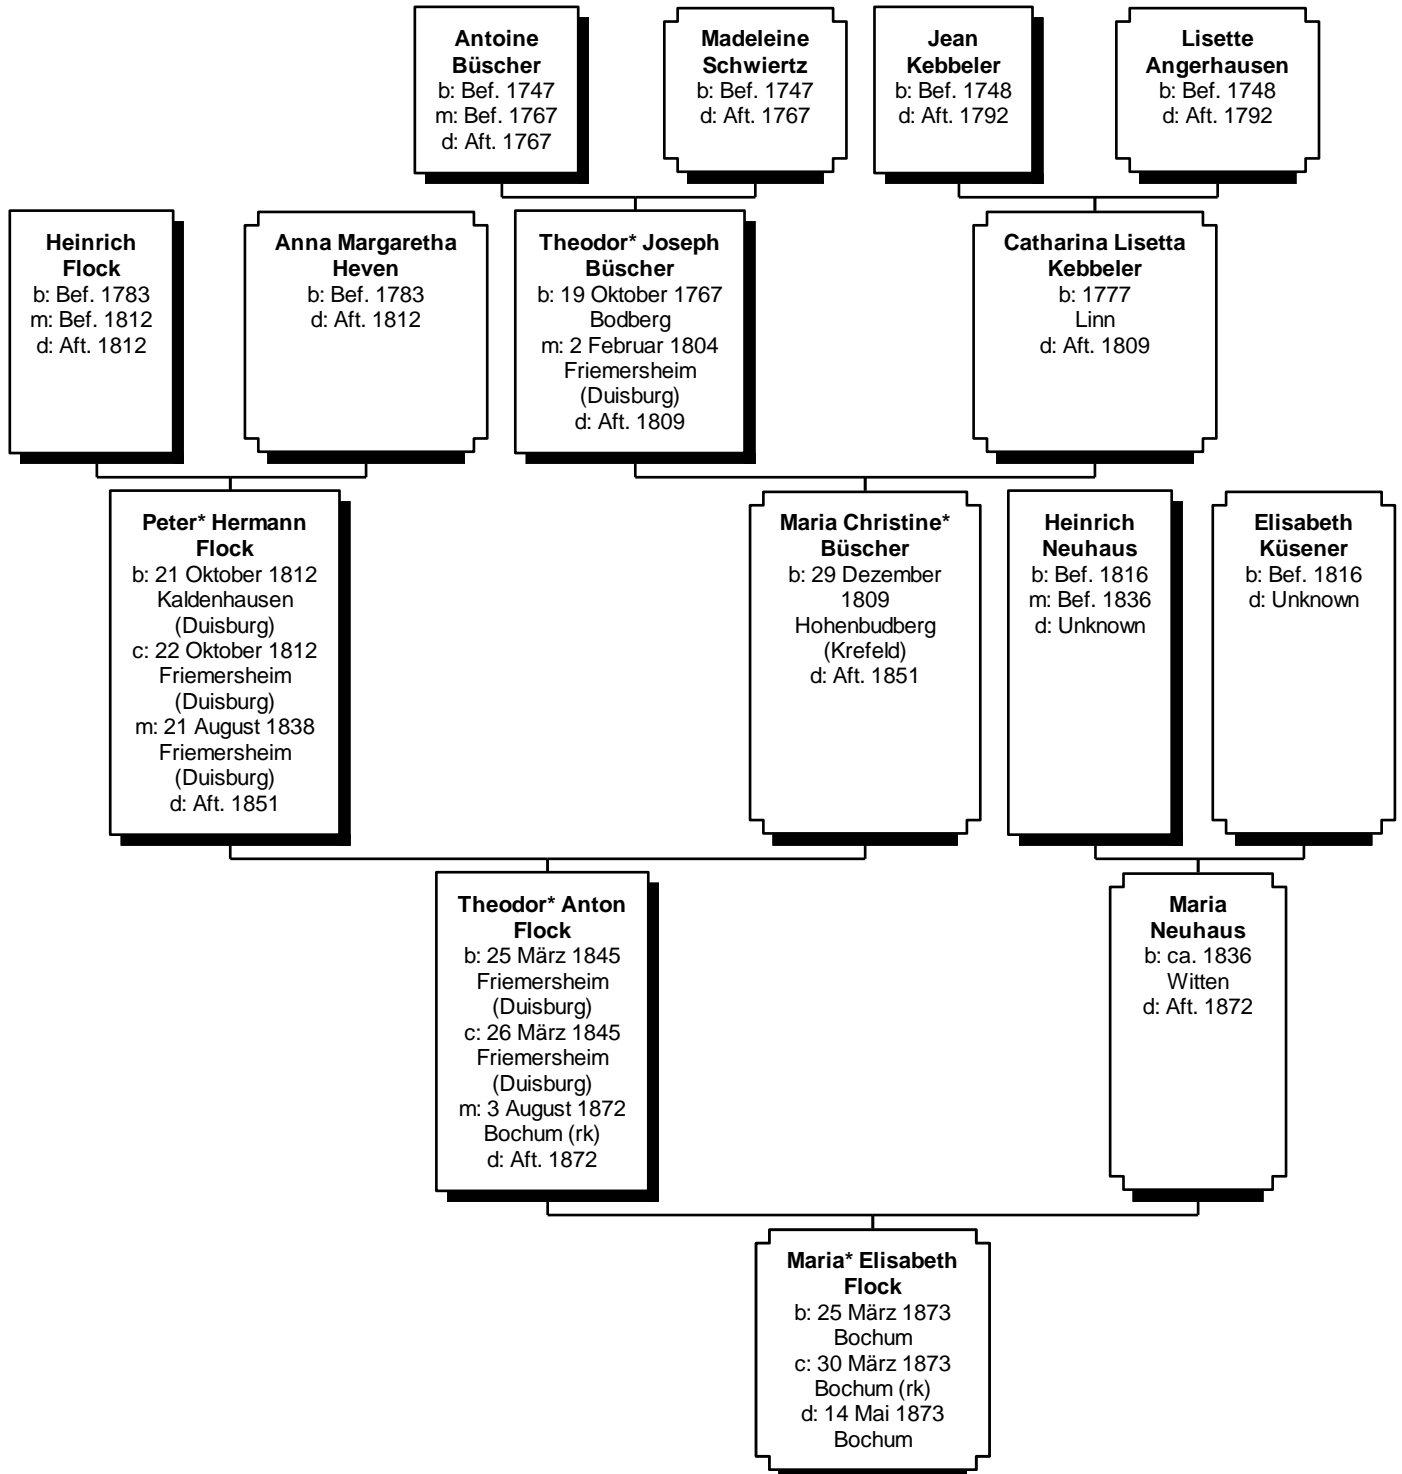 Antoine
Büscher
b: Bef. 1747
m: Bef. 1767
d: Aft. 1767
Madeleine
Schwiertz
b: Bef. 1747
d: Aft. 1767
Jean
Kebbeler
b: Bef. 1748
d: Aft. 1792
Lisette
Angerhausen
b: Bef. 1748
d: Aft. 1792
Heinrich
Flock
b: Bef. 1783
m: Bef. 1812
d: Aft. 1812
Anna Margaretha
Heven
b: Bef. 1783
d: Aft. 1812
Theodor* Joseph
Büscher
b: 19 Oktober 1767
Bodberg
m: 2 Februar 1804
Friemersheim
(Duisburg)
d: Aft. 1809
Catharina Lisetta
Kebbeler
b: 1777
Linn
d: Aft. 1809
Peter* Hermann
Flock
b: 21 Oktober 1812
Kaldenhausen
(Duisburg)
c: 22 Oktober 1812
Friemersheim
(Duisburg)
m: 21 August 1838
Friemersheim
(Duisburg)
d: Aft. 1851
Maria Christine*
Büscher
b: 29 Dezember
1809
Hohenbudberg
(Krefeld)
d: Aft. 1851
Heinrich
Neuhaus
b: Bef. 1816
m: Bef. 1836
d: Unknown
Elisabeth
Küsener
b: Bef. 1816
d: Unknown
Theodor* Anton
Flock
b: 25 März 1845
Friemersheim
(Duisburg)
c: 26 März 1845
Friemersheim
(Duisburg)
m: 3 August 1872
Bochum (rk)
d: Aft. 1872
Maria
Neuhaus
b: ca. 1836
Witten
d: Aft. 1872
Maria* Elisabeth
Flock
b: 25 März 1873
Bochum
c: 30 März 1873
Bochum (rk)
d: 14 Mai 1873
Bochum